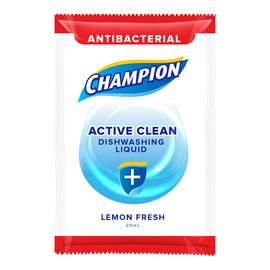 ANTIBACTERIAL
CHAMPION
ACTIVE CLEAN
DISHWASHING
LIQUID
LEMON FRESH
25mL